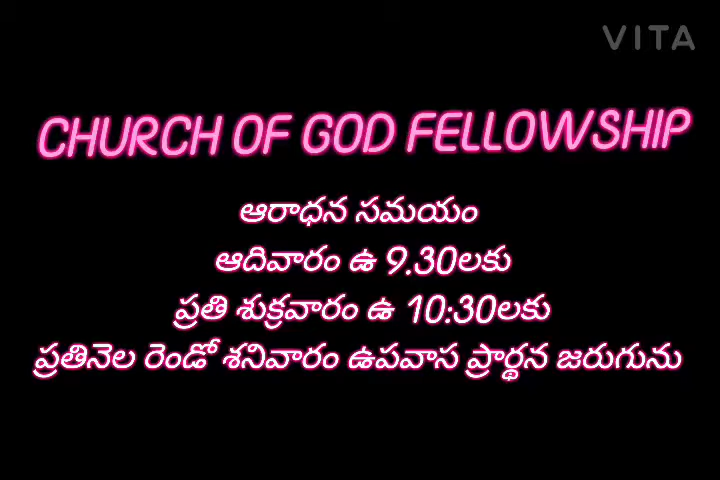 VITA
CHURCH OF GOD FELLOWSHIP
ఆరాధన సమయం
ఆదివారం ఉ 9.30లకు
ప్రతి శుక్రవారం ఉ 10:30లకు
ప్రతినెల రెండో శనివారం ఉపవాస ప్రార్థన జరుగును